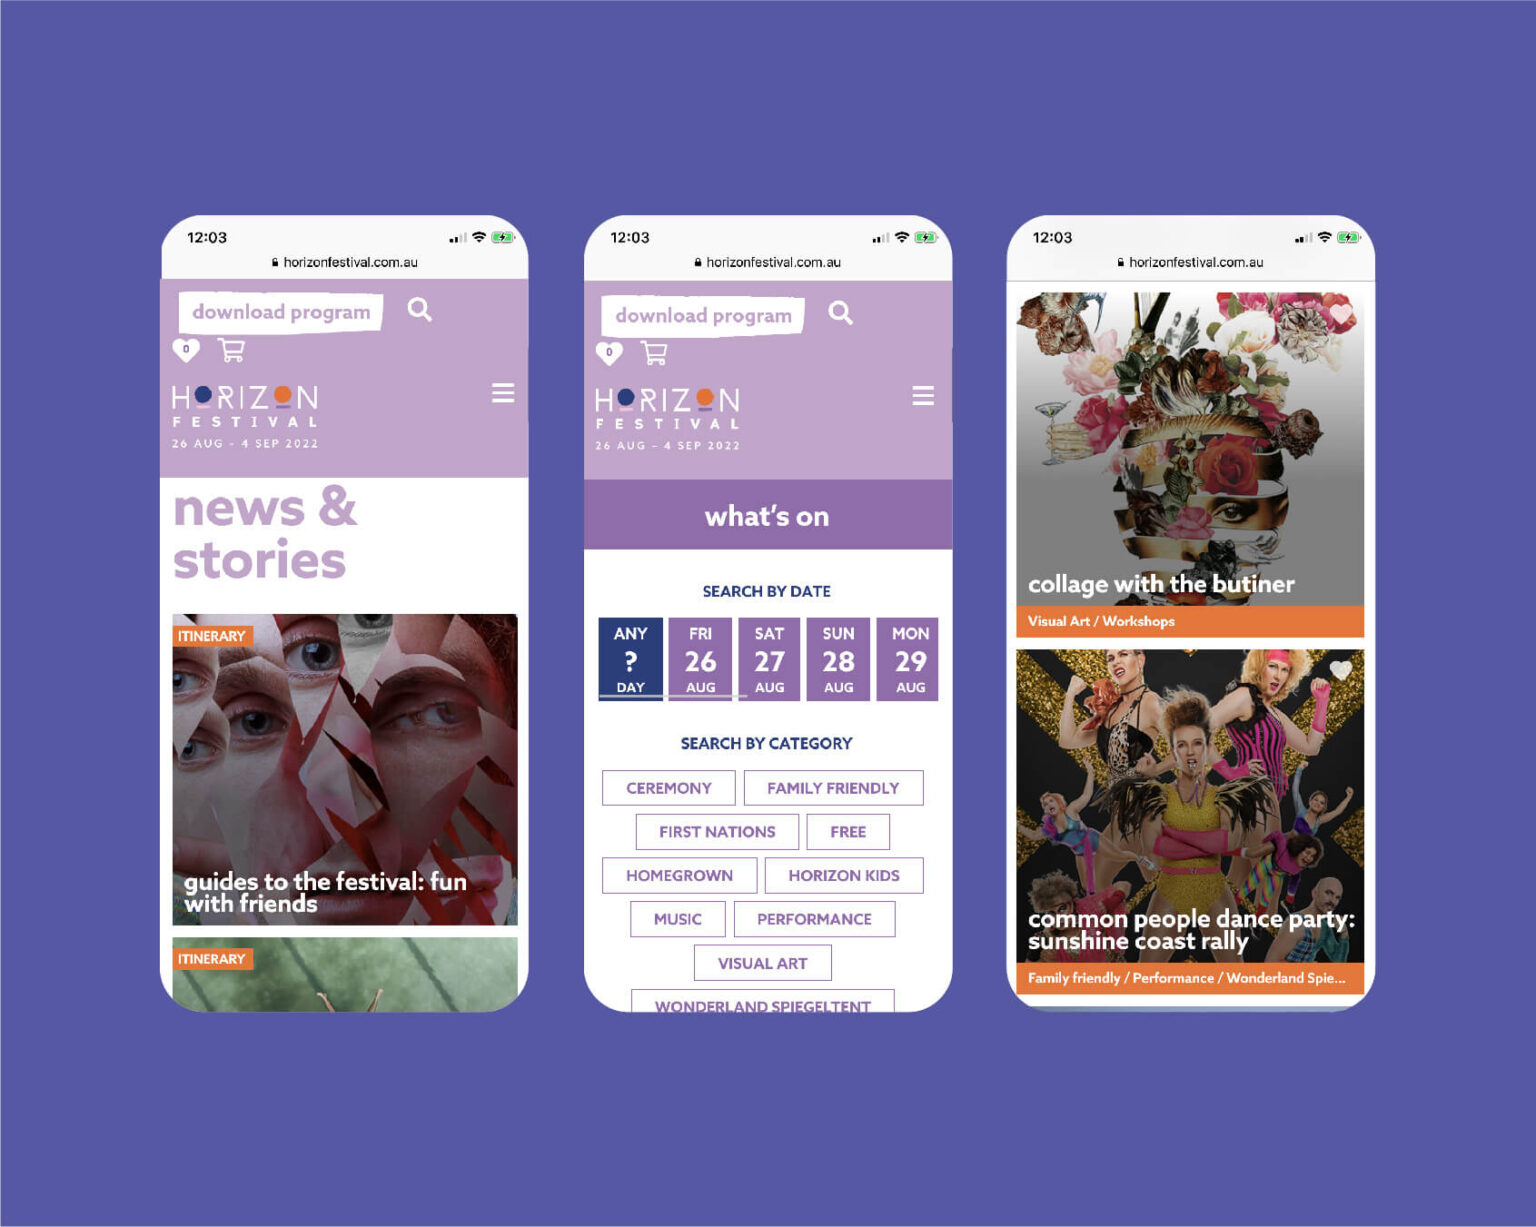 12:03
horizonfestival.com.au
download program
0
HORIZON
FESTIVAL
26 AUG - 4 SEP 2022
news &
stories
ITINERARY
guides to the festival: fun
with friends
ITINERARY
12:03
horizonfestival.com.au
download program
0
HORIZON
FESTIVAL
26 AUG – 4 SEP 2022
what's on
SEARCH BY DATE
ANY FRI SAT SUN MON
? 26 27 28 29
DAY AUG AUG AUG AUG
SEARCH BY CATEGORY
CEREMONY FAMILY FRIENDLY
FIRST NATIONS FREE
HOMEGROWN HORIZON KIDS
MUSIC PERFORMANCE
VISUAL ART
WONDERLAND SPIEGELTENT
12:03
horizonfestival.com.au
collage with the butiner
Visual Art / Workshops
common people dance party:
sunshine coast rally
Family friendly / Performance / Wonderland Spie...